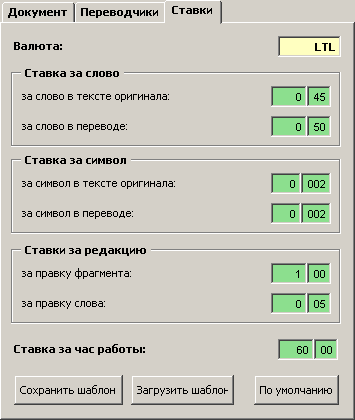 Документ Переводчики Ставки
Валюта: LTL
Ставка за слово
за слово в тексте оригинала: 0 45
за слово в переводе: 0 50
Ставка за символ
за символ в тексте оригинала: 0 002
за символ в переводе: 0 002
Ставки за редакцию
за правку фрагмента: 1 00
за правку слова: 0 05
Ставка за час работы: 60 00
Сохранить шаблон Загрузить шаблон По умолчанию